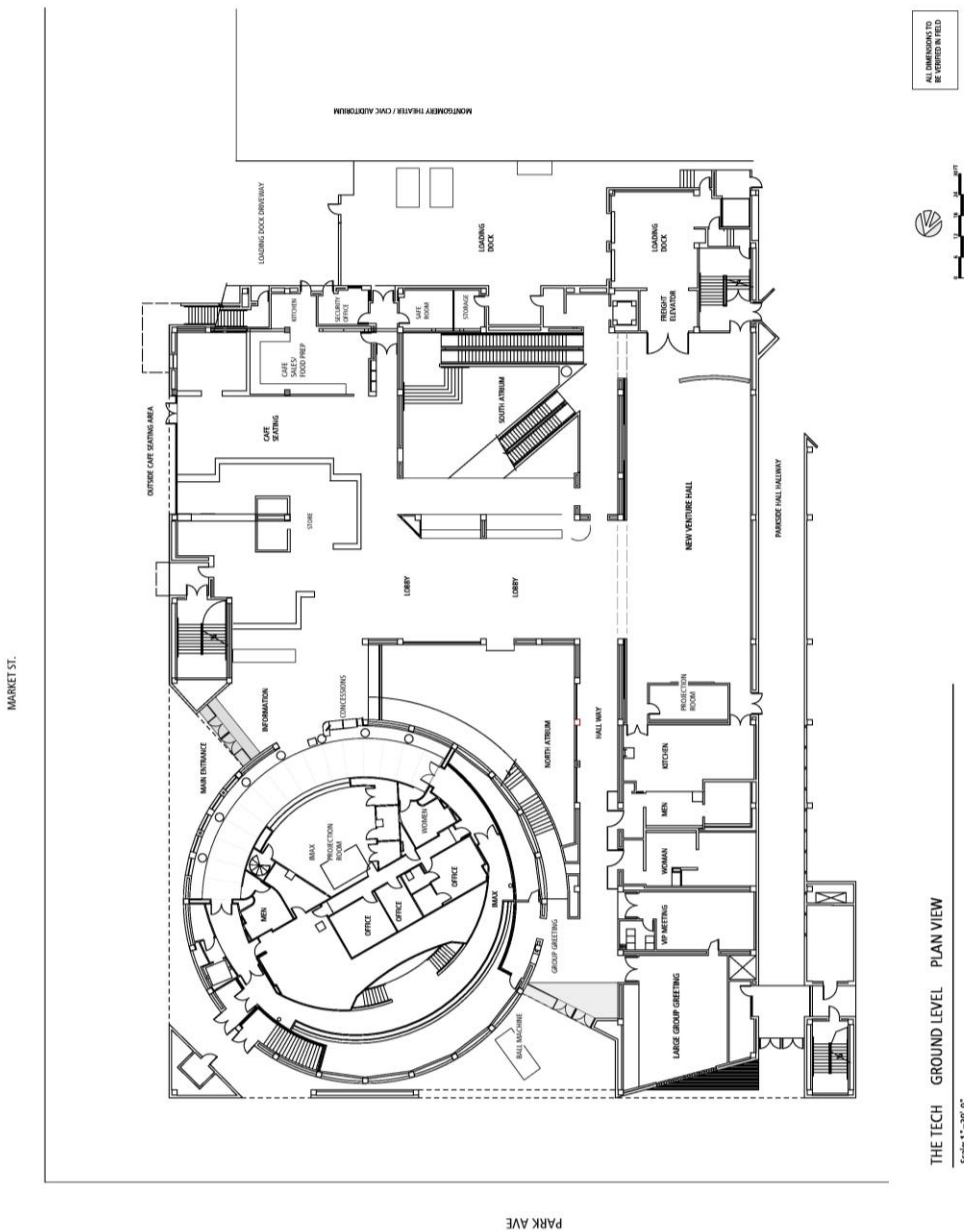 MARKET ST.
PARK AVE
MONTGOMERY THEATER / CIVIC AUDITORIUM
ALL DIMENSIONS TO
BE VERIFIED IN FIELD
OUTSIDE CAFE SEATING AREA
LOADING DOCK DRIVEWAY
MAIN ENTRANCE
INFORMATION
CONCESSIONS
STORE
CAFE
SEATING
CAFE
SALES/
FOOD PREP
KITCHEN
SECURITY
OFFICE
SAFE
ROOM
STORAGE
LOADING
DOCK
SOUTH ATRIUM
LOBBY
LOBBY
NORTH ATRIUM
HALL WAY
IMAX
PROJECTION
ROOM
MEN
WOMEN
OFFICE
OFFICE
OFFICE
IMAX
GROUP GREETING
BALL MACHINE
LARGE GROUP GREETING
VIP MEETING
WOMAN
MEN
KITCHEN
PROJECTION
ROOM
NEW VENTURE HALL
FREIGHT
ELEVATOR
LOADING
DOCK
PARKSIDE HALL HALLWAY
THE TECH GROUND LEVEL PLAN VIEW